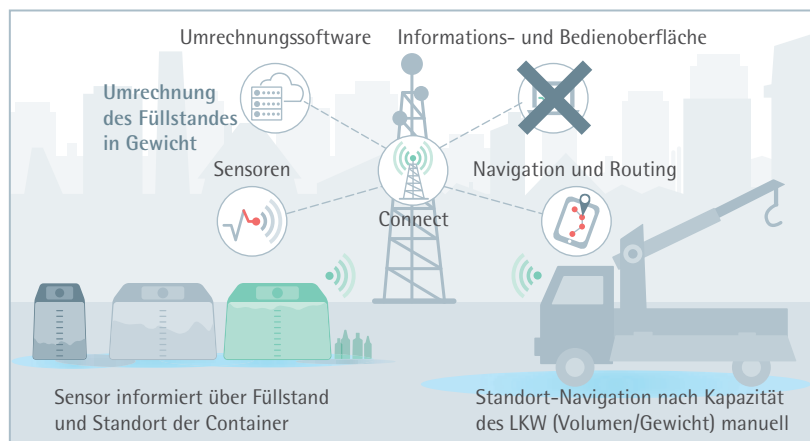 Umrechnungssoftware
Informations- und Bedienoberfläche
Umrechnung
des Füllstandes
in Gewicht
Sensoren
Navigation und Routing
Connect
Sensor informiert über Füllstand
und Standort der Container
Standort-Navigation nach Kapazität
des LKW (Volumen/Gewicht) manuell